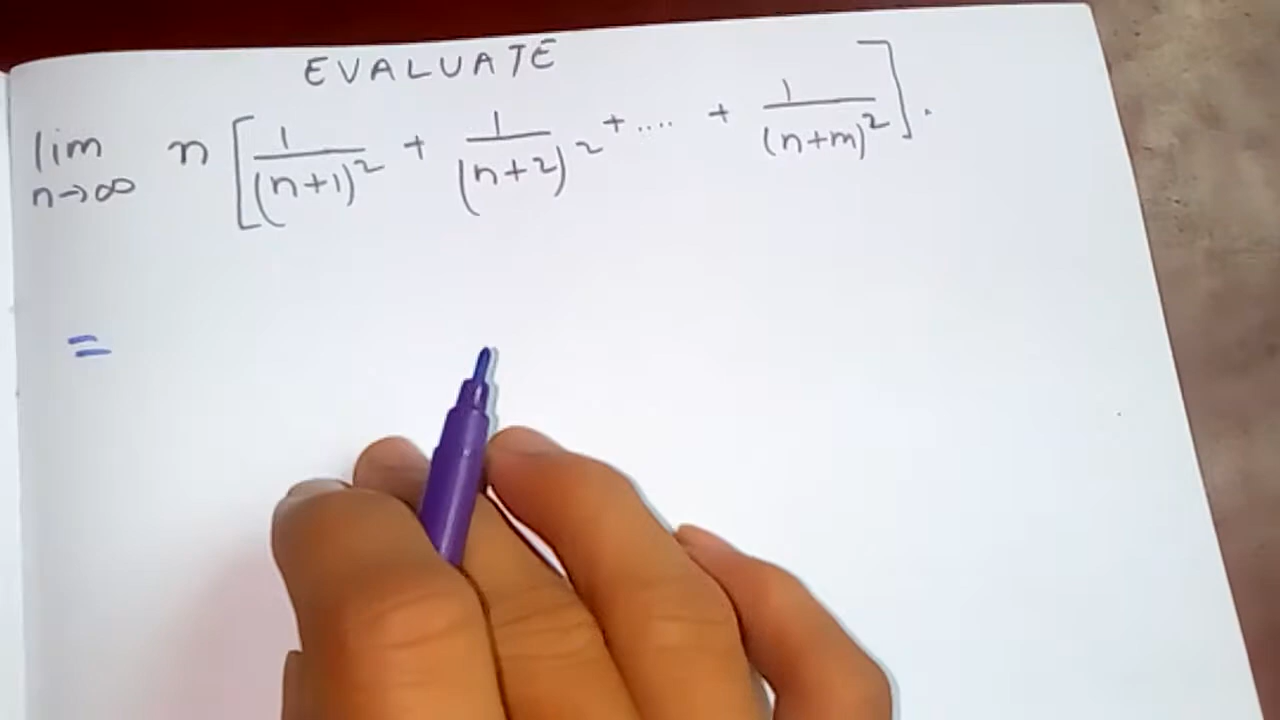 EVALUATE
lim n→∞ n [ 1/(n+1)² + 1/(n+2)² + .... + 1/(n+m)² ].
=